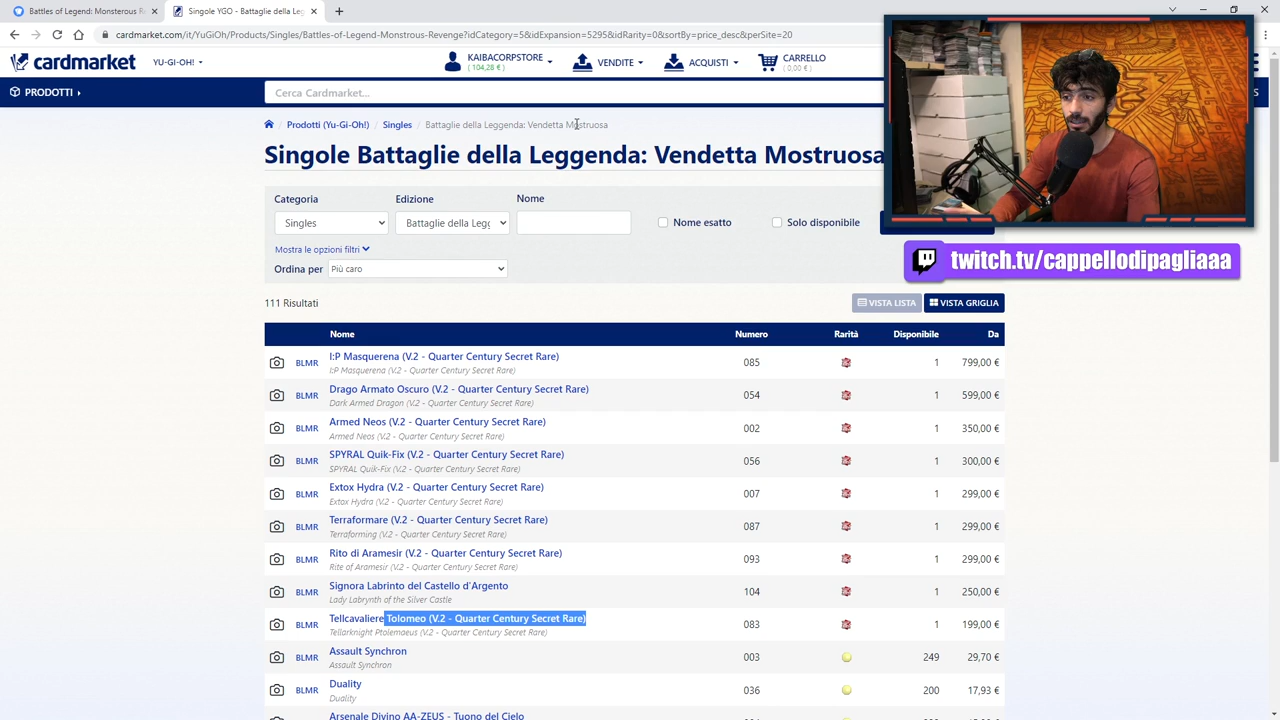 Battles of Legend: Monsterous R
Singole YGO - Battaglie della Leg
cardmarket.com/it/YuGiOh/Products/Singles/Battles-of-Legend-Monstrous-Revenge?idCategory=5&idExpansion=5295&idRarity=0&sortBy=price_desc&perSite=20
cardmarket
YU-GI-OH!
KAIBACORPSTORE
( 104,28 € )
VENDITE
ACQUISTI
CARRELLO
( 0,00 € )
PRODOTTI
Cerca Cardmarket...
Prodotti (Yu-Gi-Oh!) / Singles / Battaglie della Leggenda: Vendetta Mostruosa
Singole Battaglie della Leggenda: Vendetta Mostruosa
Categoria Edizione Nome
Singles Battaglie della Legg Nome esatto Solo disponibile
Mostra le opzioni filtri
Ordina per Più caro
twitch.tv/cappellodipagliaaa
111 Risultati
VISTA LISTA VISTA GRIGLIA
Nome Numero Rarità Disponibile Da
BLMR I:P Masquerena (V.2 - Quarter Century Secret Rare) 085 1 799,00 €
I:P Masquerena (V.2 - Quarter Century Secret Rare)
BLMR Drago Armato Oscuro (V.2 - Quarter Century Secret Rare) 054 1 599,00 €
Dark Armed Dragon (V.2 - Quarter Century Secret Rare)
BLMR Armed Neos (V.2 - Quarter Century Secret Rare) 002 1 350,00 €
Armed Neos (V.2 - Quarter Century Secret Rare)
BLMR SPYRAL Quik-Fix (V.2 - Quarter Century Secret Rare) 056 1 300,00 €
SPYRAL Quik-Fix (V.2 - Quarter Century Secret Rare)
BLMR Extox Hydra (V.2 - Quarter Century Secret Rare) 007 1 299,00 €
Extox Hydra (V.2 - Quarter Century Secret Rare)
BLMR Terraformare (V.2 - Quarter Century Secret Rare) 087 1 299,00 €
Terraforming (V.2 - Quarter Century Secret Rare)
BLMR Rito di Aramesir (V.2 - Quarter Century Secret Rare) 093 1 299,00 €
Rite of Aramesir (V.2 - Quarter Century Secret Rare)
BLMR Signora Labrinto del Castello d'Argento 104 1 250,00 €
Lady Labrynth of the Silver Castle
BLMR Tellcavaliere Tolomeo (V.2 - Quarter Century Secret Rare) 083 1 199,00 €
Tellarknight Ptolemaeus (V.2 - Quarter Century Secret Rare)
BLMR Assault Synchron 003 249 29,70 €
Assault Synchron
BLMR Duality 036 200 17,93 €
Duality
Arsenale Divino AA-ZEUS - Tuono del Cielo